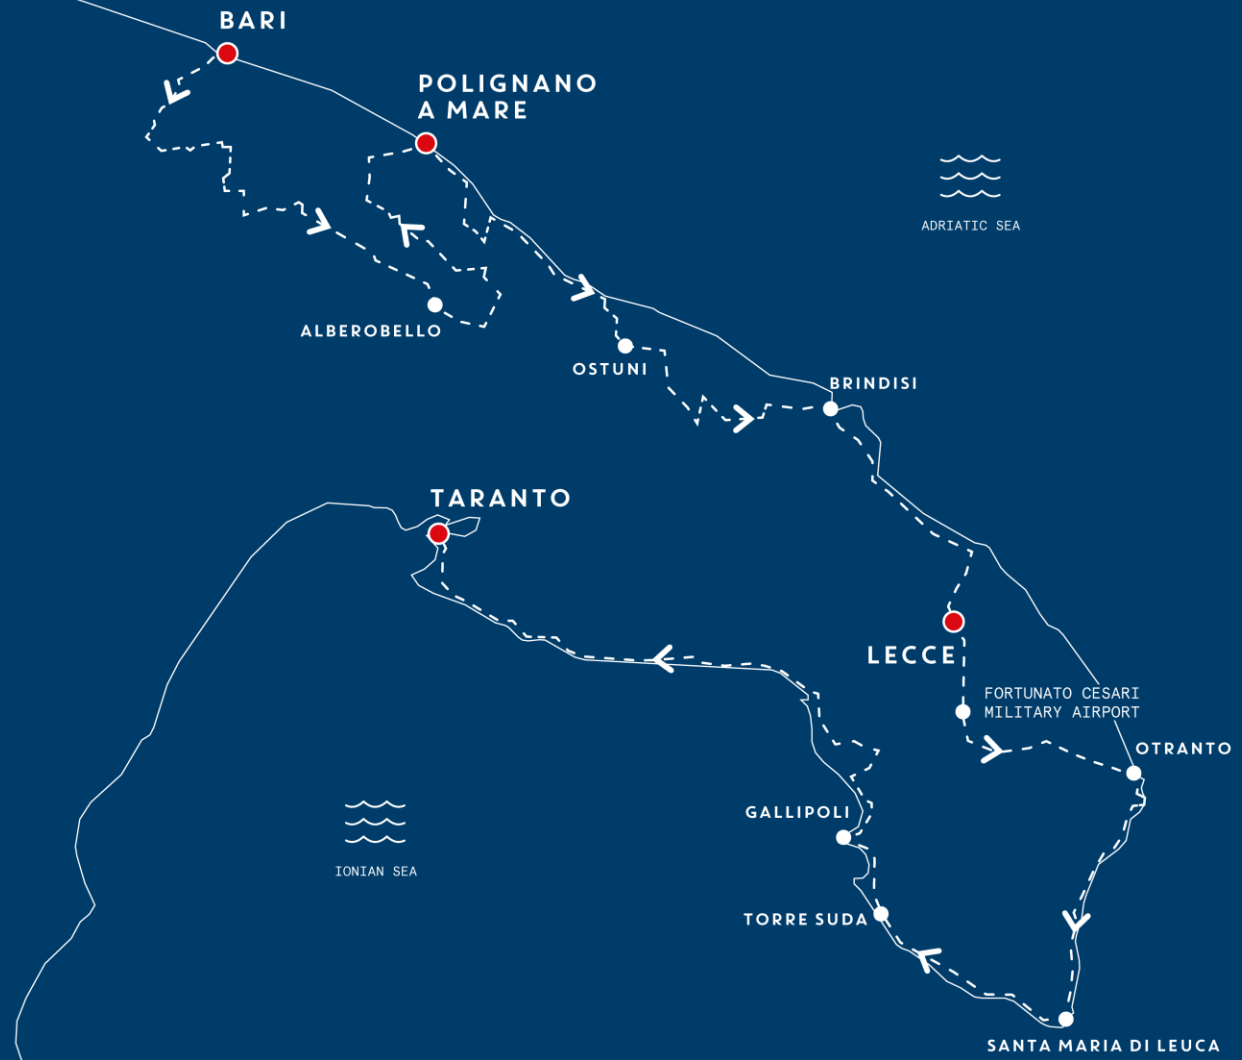 BARI
POLIGNANO
A MARE
ADRIATIC SEA
ALBEROBELLO
OSTUNI
BRINDISI
TARANTO
LECCE
FORTUNATO CESARI
MILITARY AIRPORT
OTRANTO
GALLIPOLI
IONIAN SEA
TORRE SUDA
SANTA MARIA DI LEUCA